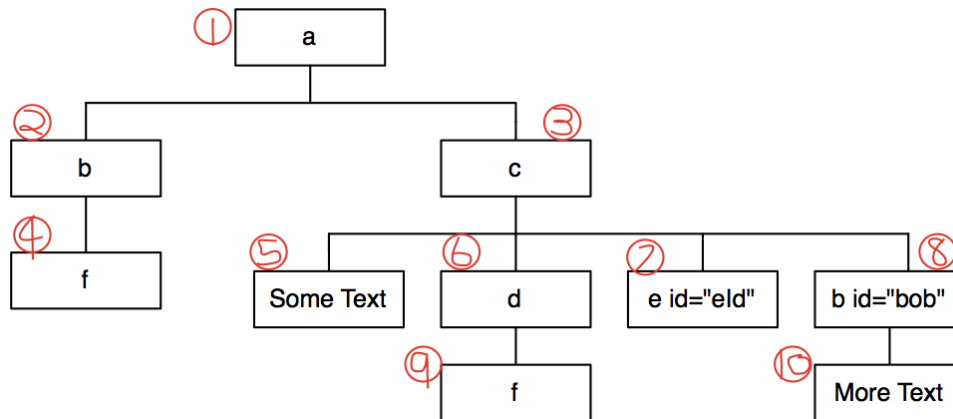 ① a
② ③
b c
④ ⑤ ⑥ ⑦ ⑧
f Some Text d e id="eId" b id="bob"
⑨ ⑩
f More Text